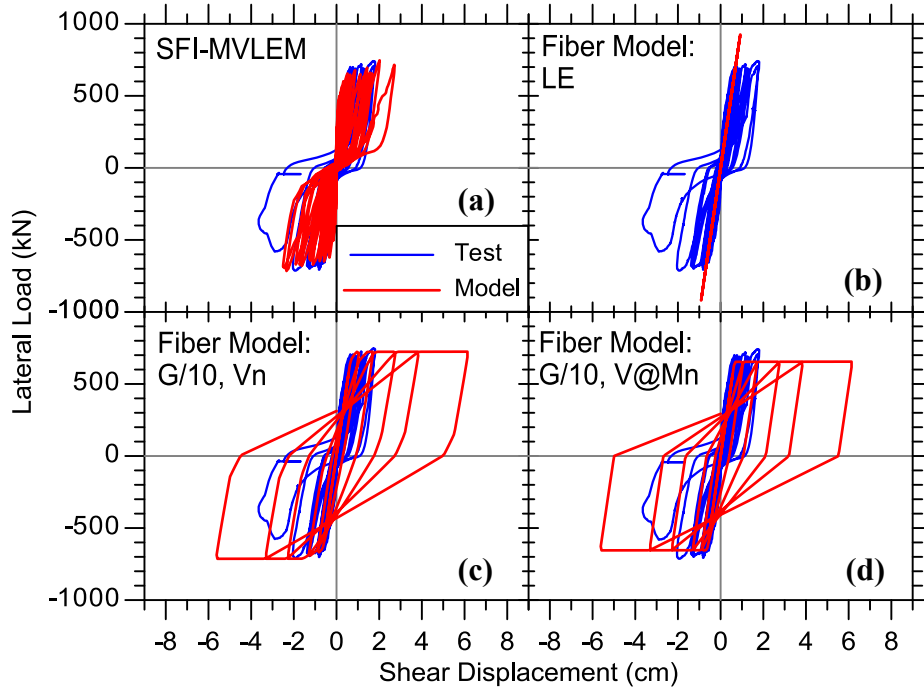 Lateral Load (kN)
1000
500
0
-500
-1000
500
0
-500
-1000
SFI-MVLEM
(a)
Test
Model
Fiber Model:
LE
(b)
Fiber Model:
G/10, Vn
(c)
Fiber Model:
G/10, V@Mn
(d)
-8 -6 -4 -2 0 2 4 6 8
-8 -6 -4 -2 0 2 4 6 8
Shear Displacement (cm)